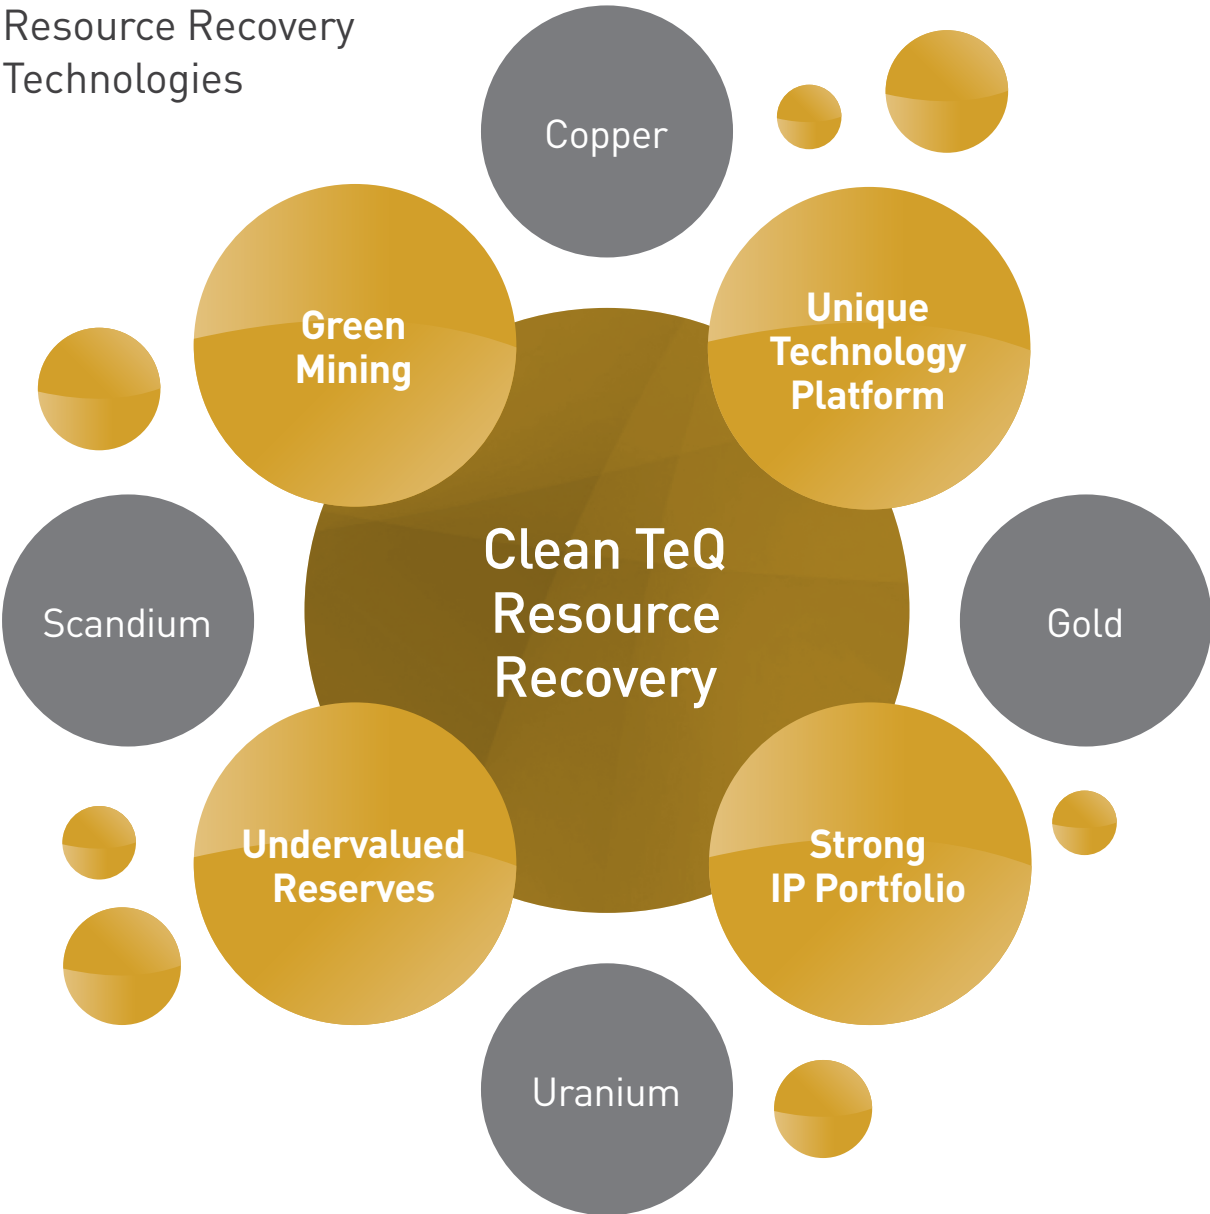 Resource Recovery
Technologies
Copper
Green
Mining
Unique
Technology
Platform
Scandium
Clean TeQ
Resource
Recovery
Gold
Undervalued
Reserves
Strong
IP Portfolio
Uranium